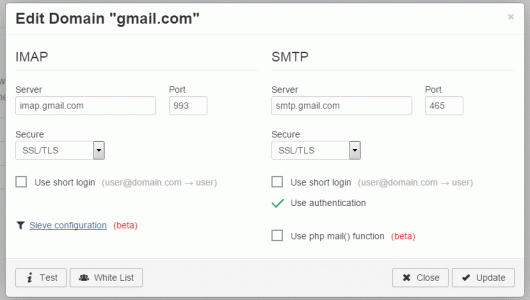 Edit Domain "gmail.com"
×
IMAP
SMTP
Server Port
imap.gmail.com 993
Secure
SSL/TLS
Use short login (user@domain.com → user)
Sieve configuration (beta)
Server Port
smtp.gmail.com 465
Secure
SSL/TLS
Use short login (user@domain.com → user)
Use authentication
Use php mail() function (beta)
Test White List Close Update